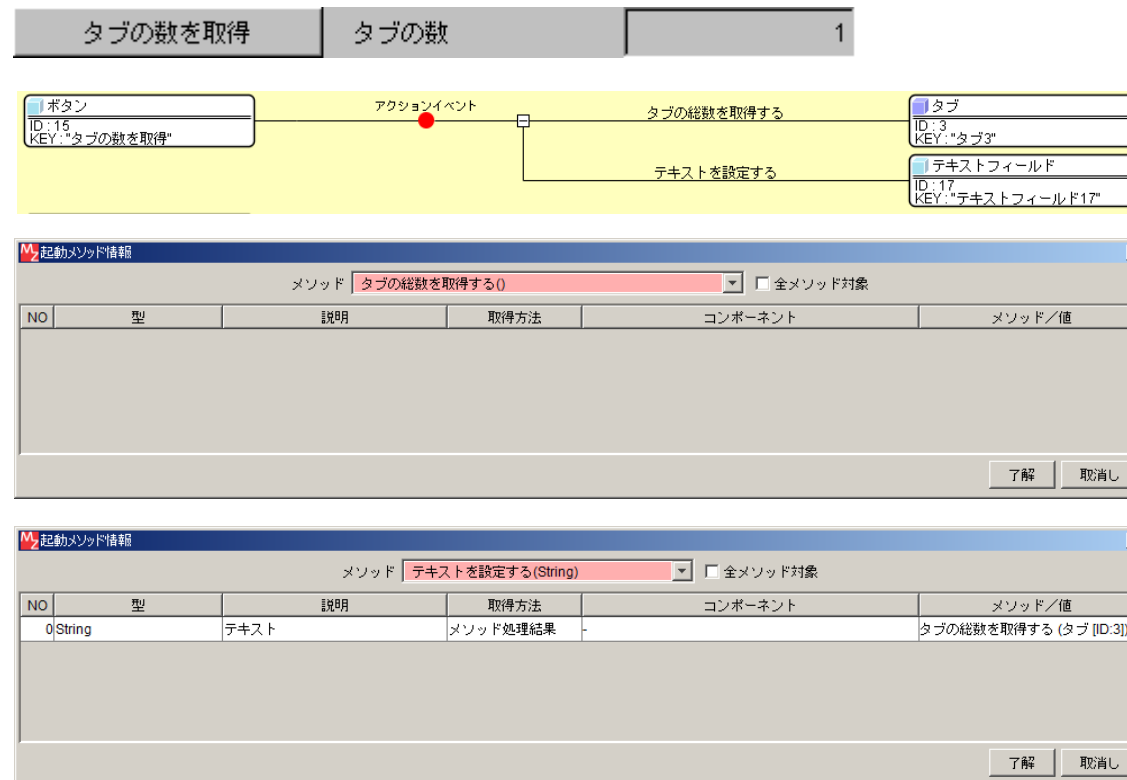 タブの数を取得 タブの数 1
ボタン
ID:15
KEY:"タブの数を取得"
アクションイベント
タブの総数を取得する
タブ
ID:3
KEY:"タブ3"
テキストを設定する
テキストフィールド
ID:17
KEY:"テキストフィールド17"
起動メソッド情報
メソッド タブの総数を取得する() 全メソッド対象
NO 型 説明 取得方法 コンポーネント メソッド/値
了解 取消し
起動メソッド情報
メソッド テキストを設定する(String) 全メソッド対象
NO 型 説明 取得方法 コンポーネント メソッド/値
0 String テキスト メソッド処理結果 - タブの総数を取得する (タブ [ID:3])
了解 取消し